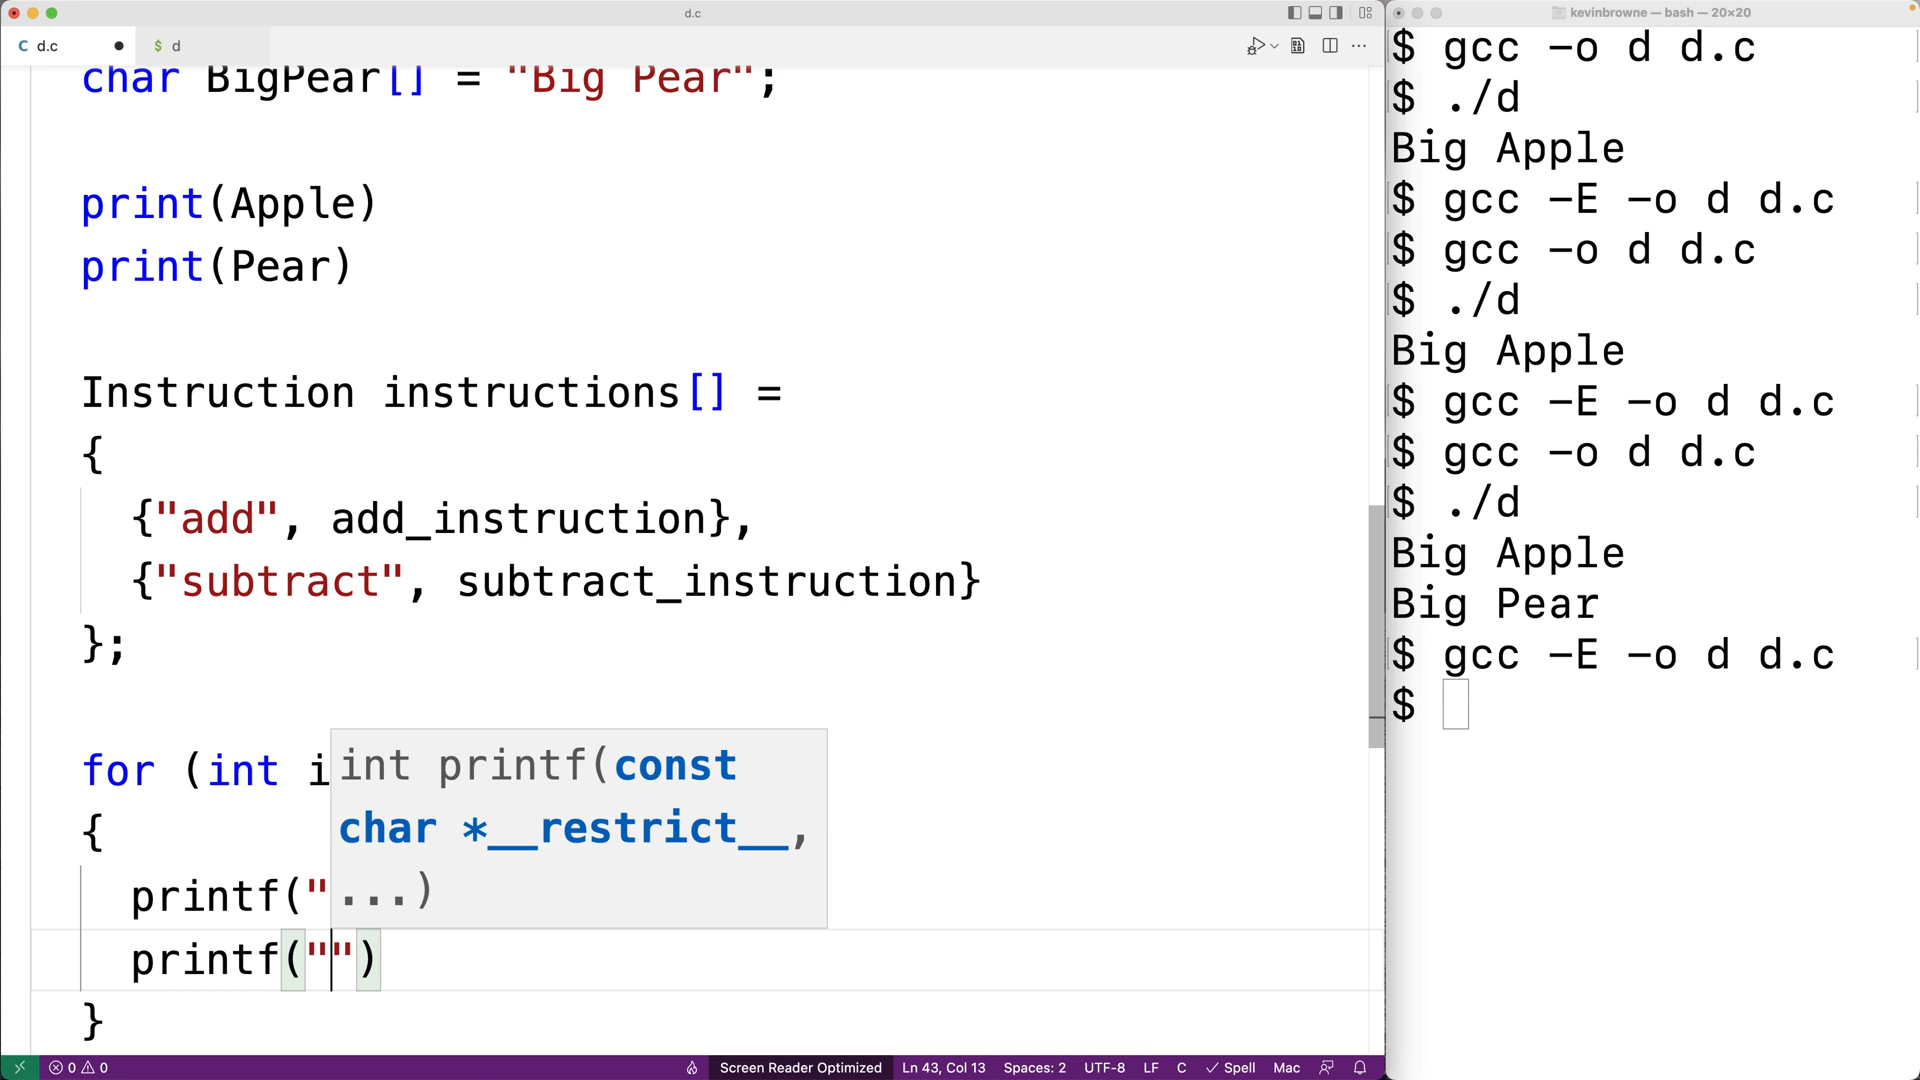 d.c
C d.c
$ d
char BigPear[] = "Big Pear";
print(Apple)
print(Pear)
Instruction instructions[] =
{
{"add", add_instruction},
{"subtract", subtract_instruction}
};
for (int i
int printf(const
char *__restrict__,
...)
{
printf("
printf("")
}
0 0
Screen Reader Optimized
Ln 43, Col 13
Spaces: 2
UTF-8
LF
C
Spell
Mac
kevinbrowne — bash — 20×20
$ gcc -o d d.c
$ ./d
Big Apple
$ gcc -E -o d d.c
$ gcc -o d d.c
$ ./d
Big Apple
$ gcc -E -o d d.c
$ gcc -o d d.c
$ ./d
Big Apple
Big Pear
$ gcc -E -o d d.c
$